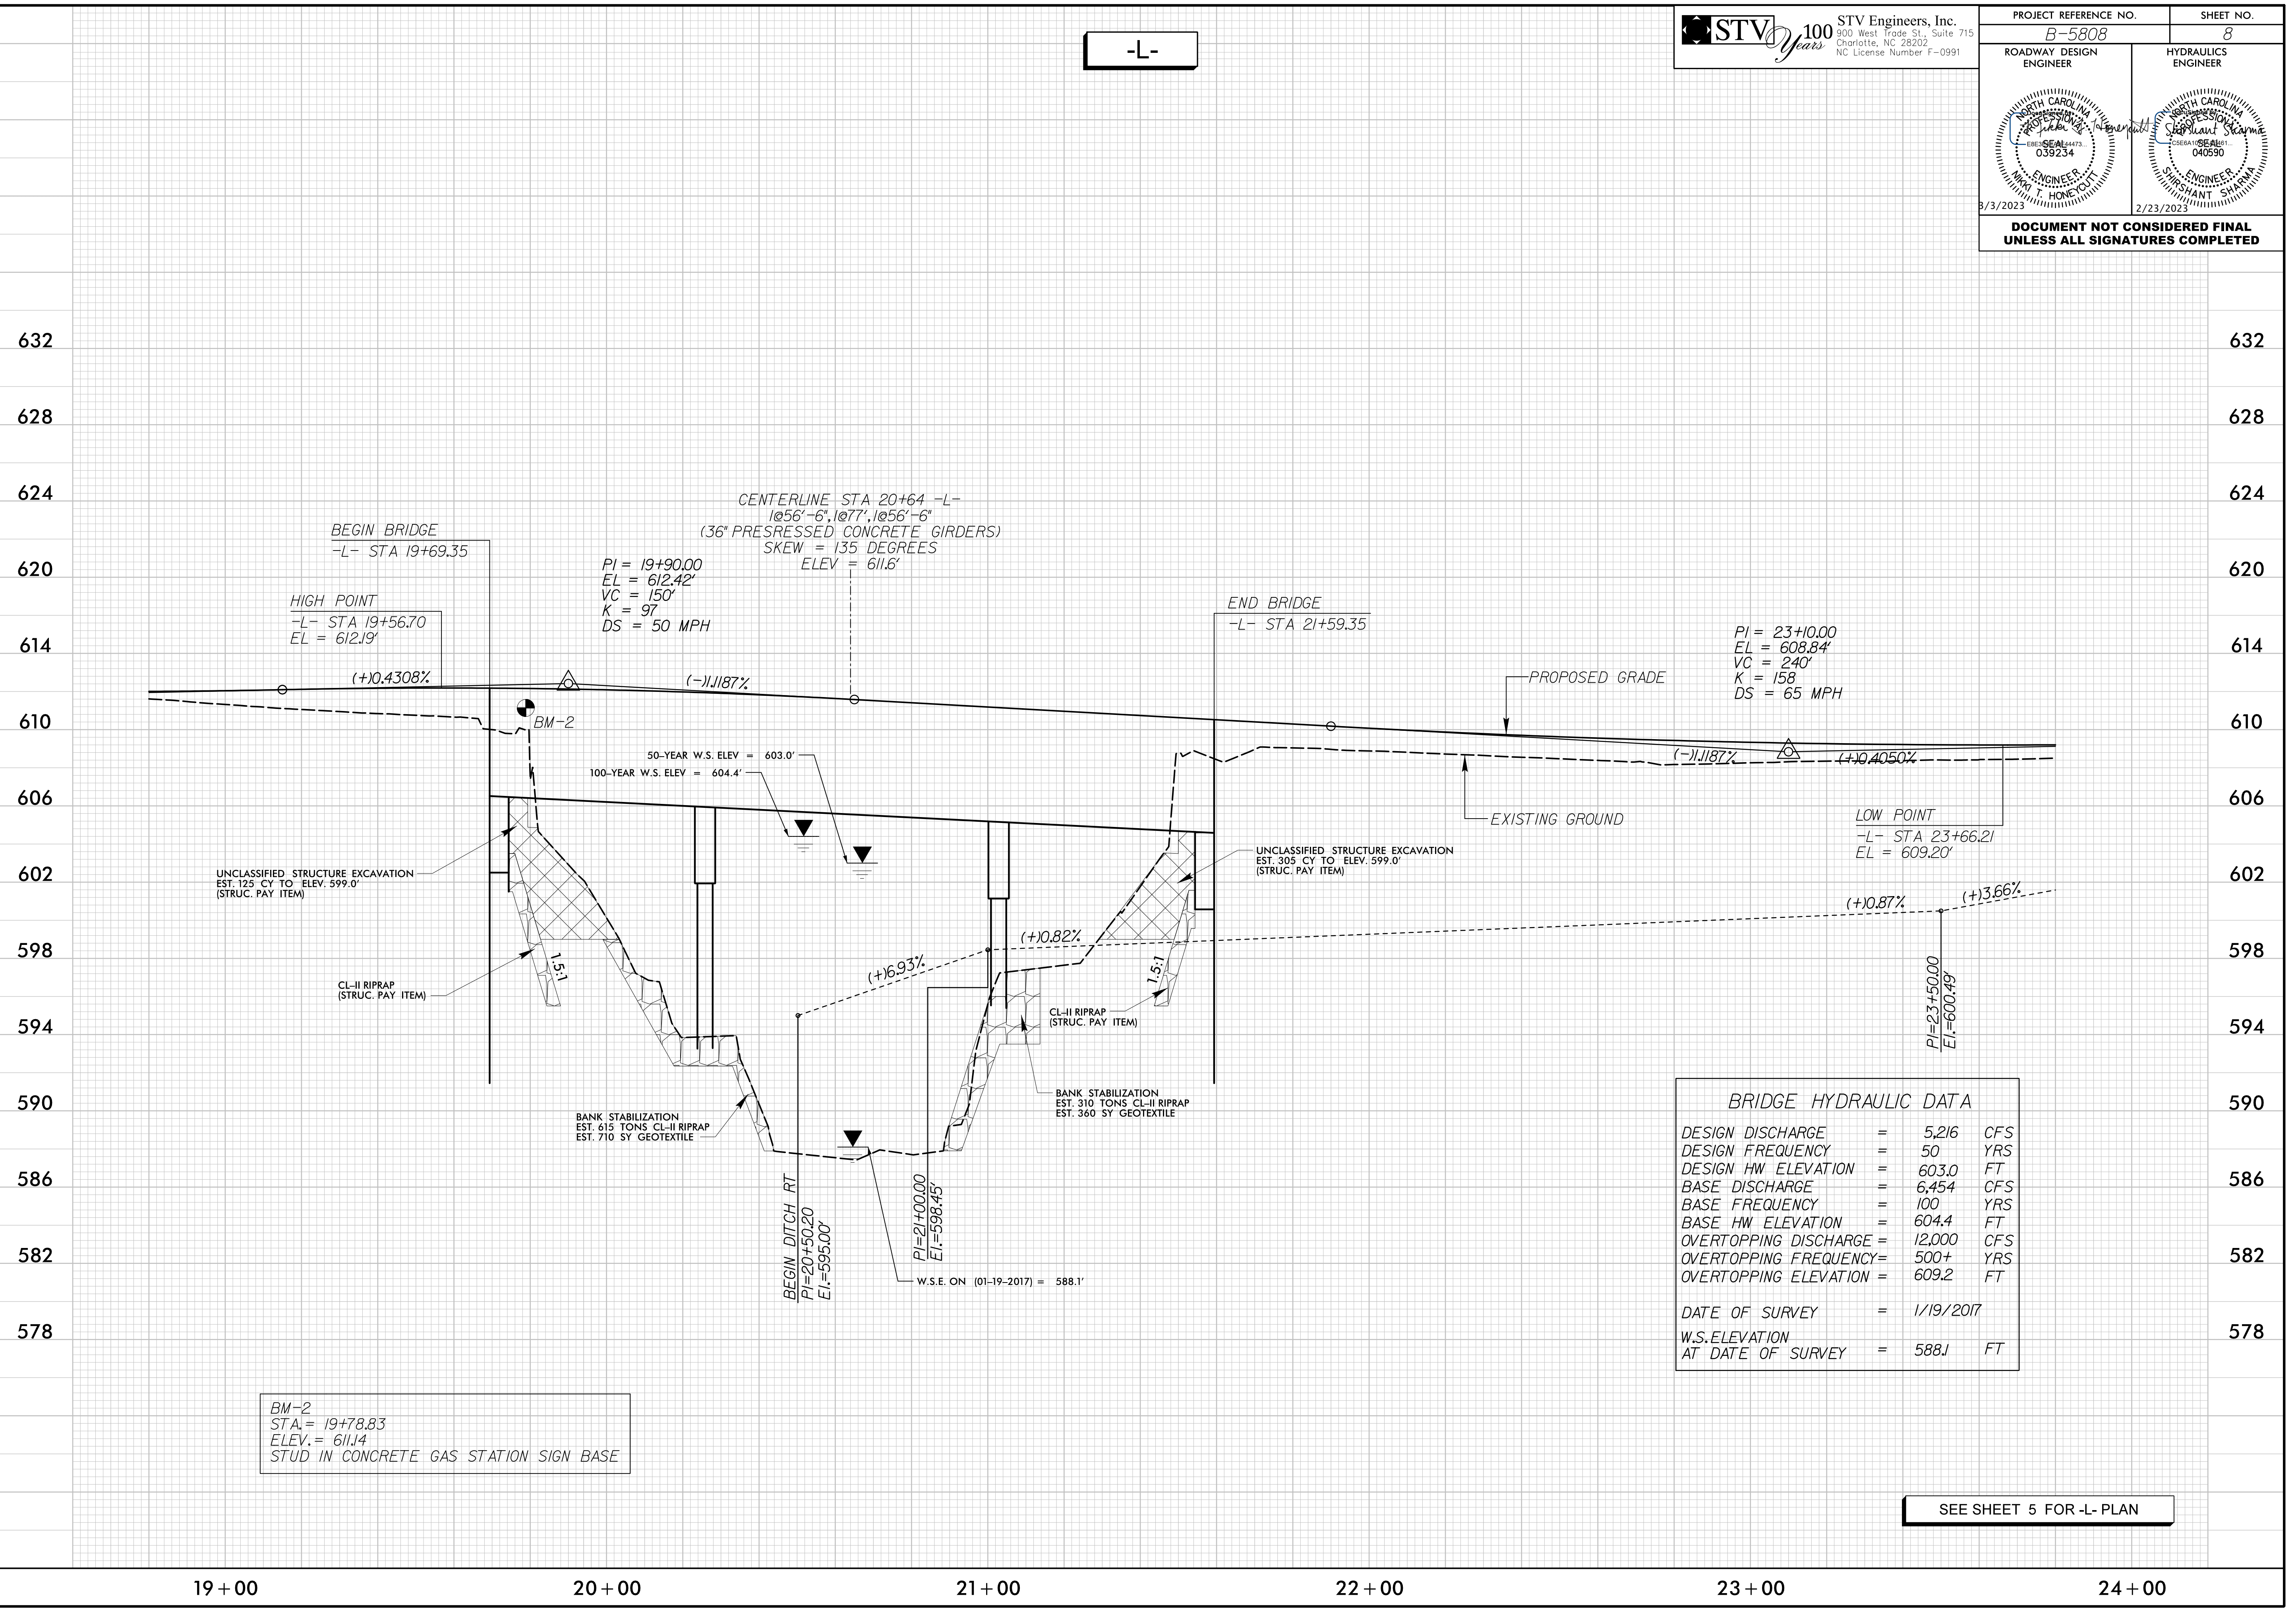 -L-
STV 100 Years
STV Engineers, Inc.
900 West Trade St., Suite 715
Charlotte, NC 28202
NC License Number F-0991
PROJECT REFERENCE NO.
SHEET NO.
B-5808
8
ROADWAY DESIGN
ENGINEER
HYDRAULICS
ENGINEER
NORTH CAROLINA
PROFESSIONAL
SEAL
039234
ENGINEER
NIKKI T. HONEYCUTT
3/3/2023
NORTH CAROLINA
PROFESSIONAL
SEAL
040590
ENGINEER
SHIRSHANT SHARMA
2/23/2023
DOCUMENT NOT CONSIDERED FINAL
UNLESS ALL SIGNATURES COMPLETED
632
632
628
628
624
624
620
620
614
614
610
610
606
606
602
602
598
598
594
594
590
590
586
586
582
582
578
578
BEGIN BRIDGE
-L- STA 19+69.35
HIGH POINT
-L- STA 19+56.70
EL = 612.19'
PI = 19+90.00
EL = 612.42'
VC = 150'
K = 97
DS = 50 MPH
CENTERLINE STA 20+64 -L-
1@56'-6",1@77',1@56'-6"
(36" PRESRESSED CONCRETE GIRDERS)
SKEW = 135 DEGREES
ELEV = 611.6'
END BRIDGE
-L- STA 21+59.35
PI = 23+10.00
EL = 608.84'
VC = 240'
K = 158
DS = 65 MPH
(+)0.4308%
(-)1.1187%
PROPOSED GRADE
BM-2
50-YEAR W.S. ELEV = 603.0'
100-YEAR W.S. ELEV = 604.4'
(-)1.1187%
(+)0.4050%
EXISTING GROUND
LOW POINT
-L- STA 23+66.21
EL = 609.20'
UNCLASSIFIED STRUCTURE EXCAVATION
EST. 125 CY TO ELEV. 599.0'
(STRUC. PAY ITEM)
UNCLASSIFIED STRUCTURE EXCAVATION
EST. 305 CY TO ELEV. 599.0'
(STRUC. PAY ITEM)
(+)0.87%
(+)3.66%
(+)0.82%
(+)6.93%
1.5:1
1.5:1
CL-II RIPRAP
(STRUC. PAY ITEM)
CL-II RIPRAP
(STRUC. PAY ITEM)
PI=23+50.00
El.=600.49'
BANK STABILIZATION
EST. 615 TONS CL-II RIPRAP
EST. 710 SY GEOTEXTILE
BANK STABILIZATION
EST. 310 TONS CL-II RIPRAP
EST. 360 SY GEOTEXTILE
BEGIN DITCH RT
PI=20+50.20
El.=595.00'
PI=21+00.00
El.=598.45'
W.S.E. ON (01-19-2017) = 588.1'
BRIDGE HYDRAULIC DATA
DESIGN DISCHARGE = 5,216 CFS
DESIGN FREQUENCY = 50 YRS
DESIGN HW ELEVATION = 603.0 FT
BASE DISCHARGE = 6,454 CFS
BASE FREQUENCY = 100 YRS
BASE HW ELEVATION = 604.4 FT
OVERTOPPING DISCHARGE = 12,000 CFS
OVERTOPPING FREQUENCY= 500+ YRS
OVERTOPPING ELEVATION = 609.2 FT
DATE OF SURVEY = 1/19/2017
W.S.ELEVATION
AT DATE OF SURVEY = 588.1 FT
BM-2
STA.= 19+78.83
ELEV.= 611.14
STUD IN CONCRETE GAS STATION SIGN BASE
SEE SHEET 5 FOR -L- PLAN
19+00
20+00
21+00
22+00
23+00
24+00